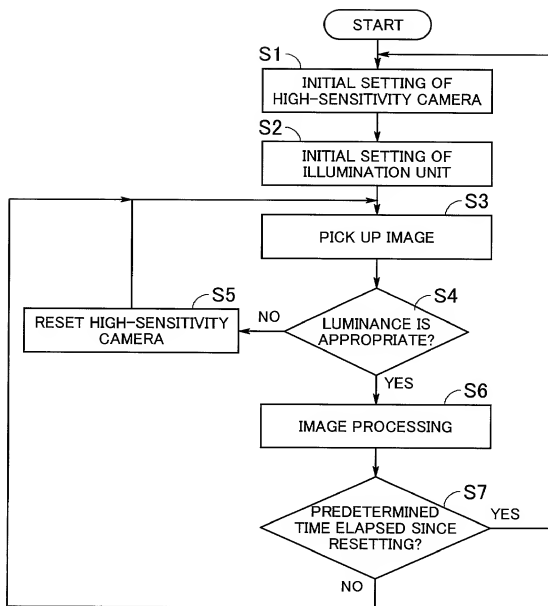 START
S1
INITIAL SETTING OF
HIGH-SENSITIVITY CAMERA
S2
INITIAL SETTING OF
ILLUMINATION UNIT
S3
PICK UP IMAGE
S4
LUMINANCE IS
APPROPRIATE?
NO
S5
RESET HIGH-SENSITIVITY
CAMERA
YES
S6
IMAGE PROCESSING
S7
PREDETERMINED
TIME ELAPSED SINCE
RESETTING?
YES
NO